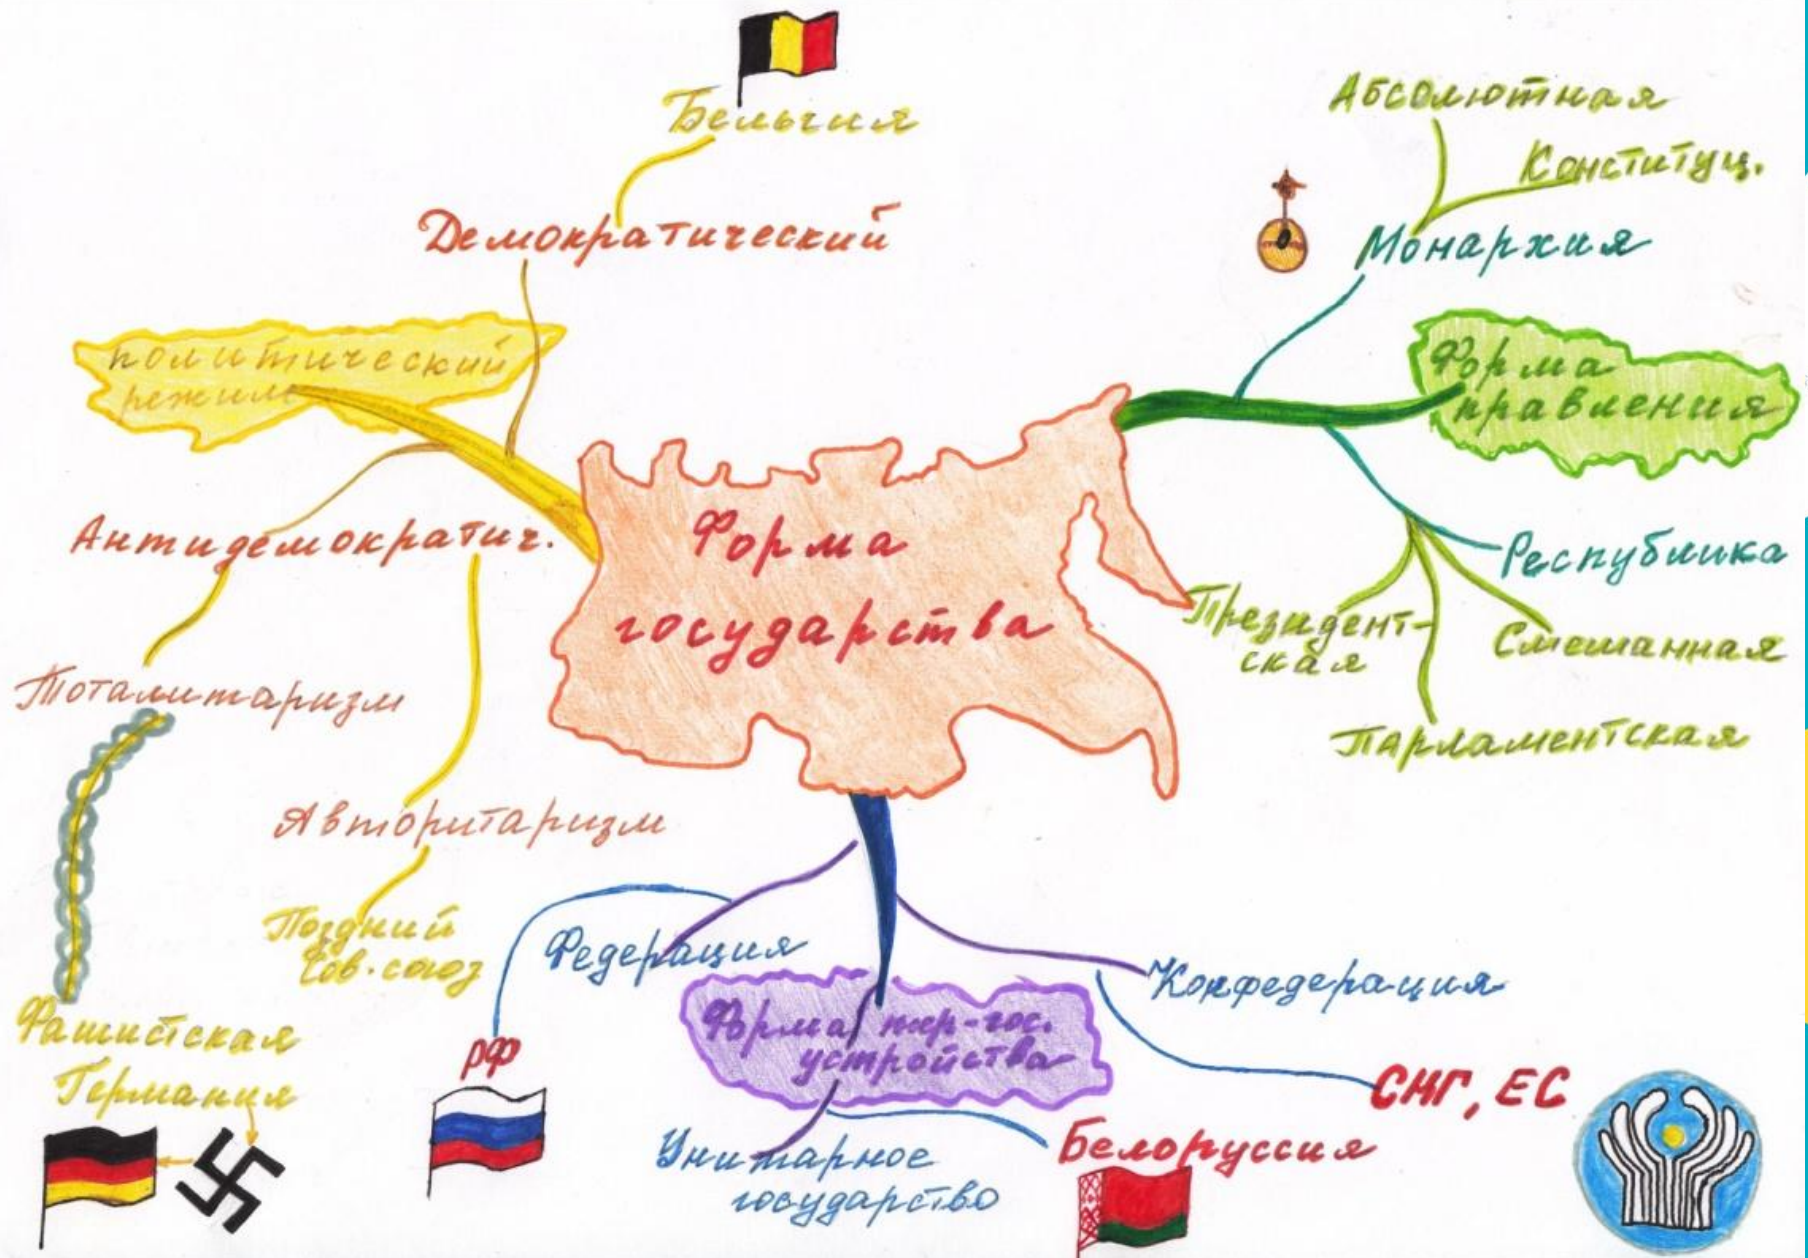 Бельгия
Демократический
политический
режим
Антидемократич.
Тоталитаризм
Авторитаризм
Поздний
Сов. союз
Фашистская
Германия
Форма
государства
Абсолютная
Конституц.
Монархия
Форма
правления
Республика
Президент-
ская
Смешанная
Парламентская
Федерация
РФ
Форма тер-гос.
устройства
Унитарное
государство
Белоруссия
Конфедерация
СНГ, ЕС